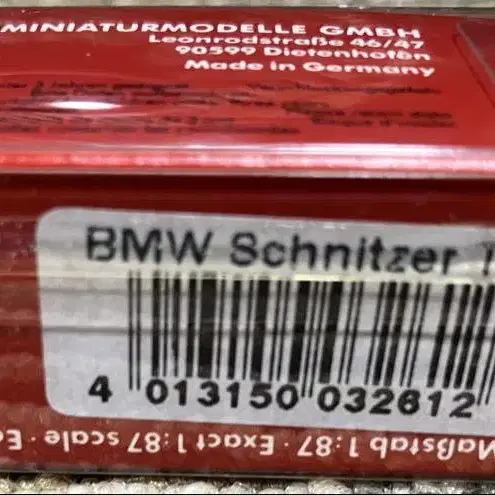 MINIATURMODELLE GMBH
Leonrodstraße 46/47
90599 Dietenhofen
Made in Germany
BMW Schnitzer
4 013150 032612
Maßstab 1:87 · Exact 1:87 scale